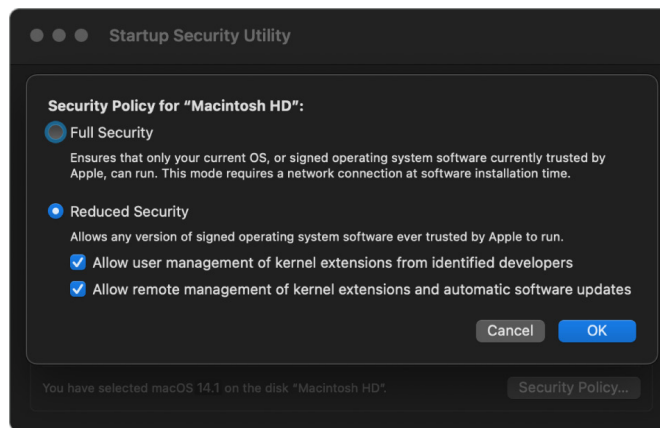 Startup Security Utility
Security Policy for “Macintosh HD”:
Full Security
Ensures that only your current OS, or signed operating system software currently trusted by
Apple, can run. This mode requires a network connection at software installation time.
Reduced Security
Allows any version of signed operating system software ever trusted by Apple to run.
Allow user management of kernel extensions from identified developers
Allow remote management of kernel extensions and automatic software updates
Cancel OK
You have selected macOS 14.1 on the disk "Macintosh HD". Security Policy...